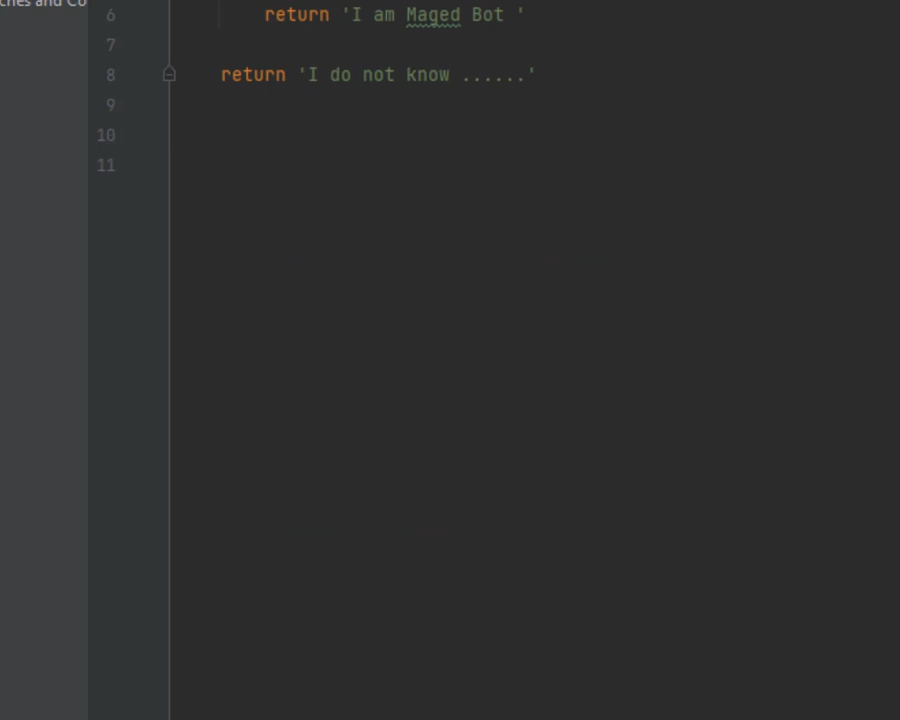 ches and Co
6 return 'I am Maged Bot '
7
8 return 'I do not know ......'
9
10
11